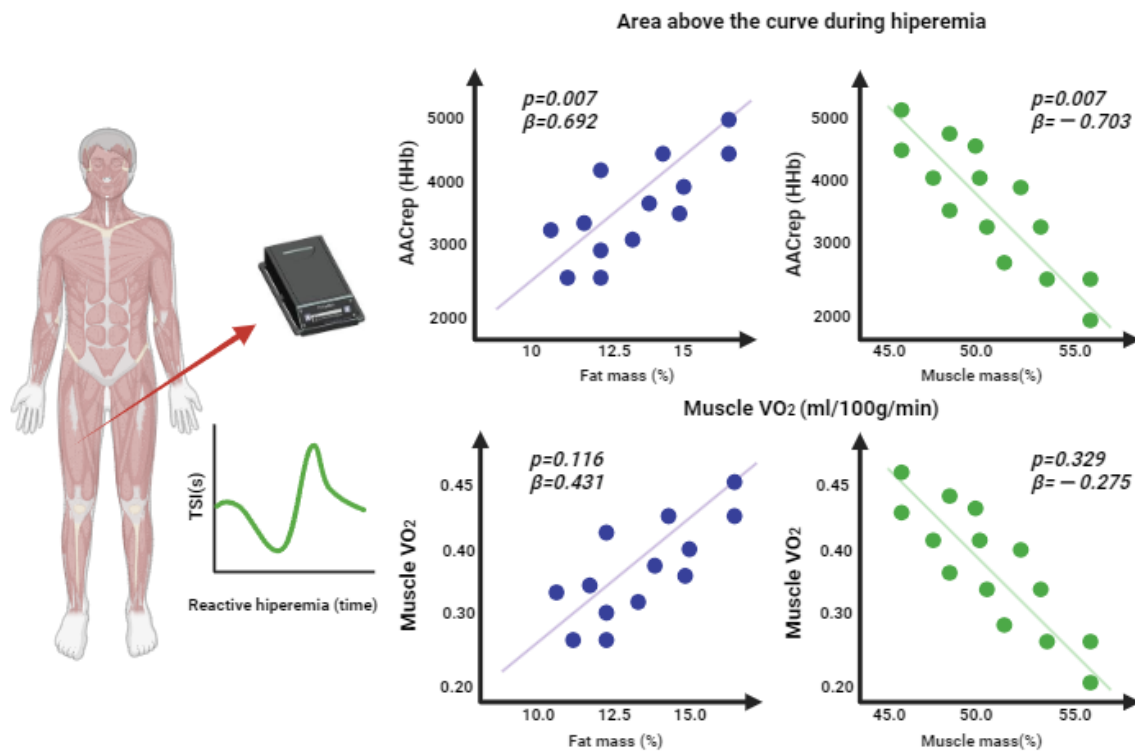 Area above the curve during hiperemia
p=0.007
β=0.692
AACrep (HHb)
5000
4000
3000
2000
10
12.5
15
Fat mass (%)
p=0.007
β=−0.703
AACrep (HHb)
5000
4000
3000
2000
45.0
50.0
55.0
Muscle mass(%)
TSI(s)
Reactive hiperemia (time)
Muscle VO₂ (ml/100g/min)
p=0.116
β=0.431
Muscle VO₂
0.45
0.40
0.30
0.20
10.0
12.5
15.0
Fat mass (%)
p=0.329
β=−0.275
Muscle VO₂
0.45
0.40
0.30
0.20
45.0
50.0
55.0
Muscle mass(%)